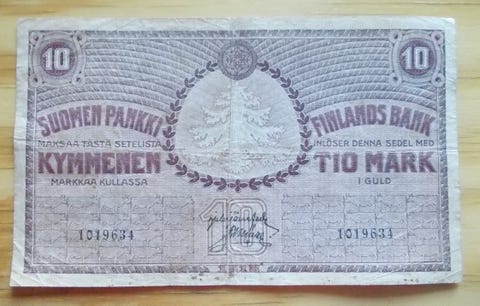 10 10
SUOMEN PANKKI
MAKSAA TÄSTÄ SETELISTÄ
KYMMENEN
MARKKAA KULLASSA
FINLANDS BANK
INLÖSER DENNA SEDEL MED
TIO MARK
I GULD
10
1019634 1019634